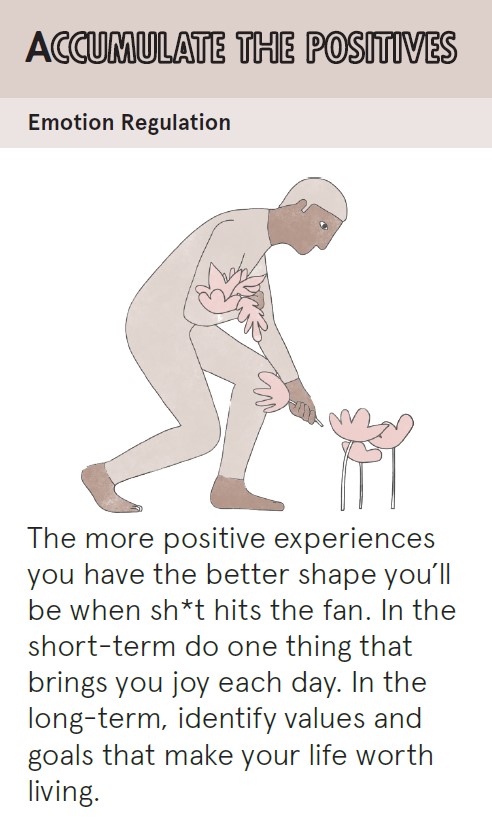 ACCUMULATE THE POSITIVES
Emotion Regulation
The more positive experiences
you have the better shape you'll
be when sh*t hits the fan. In the
short-term do one thing that
brings you joy each day. In the
long-term, identify values and
goals that make your life worth
living.